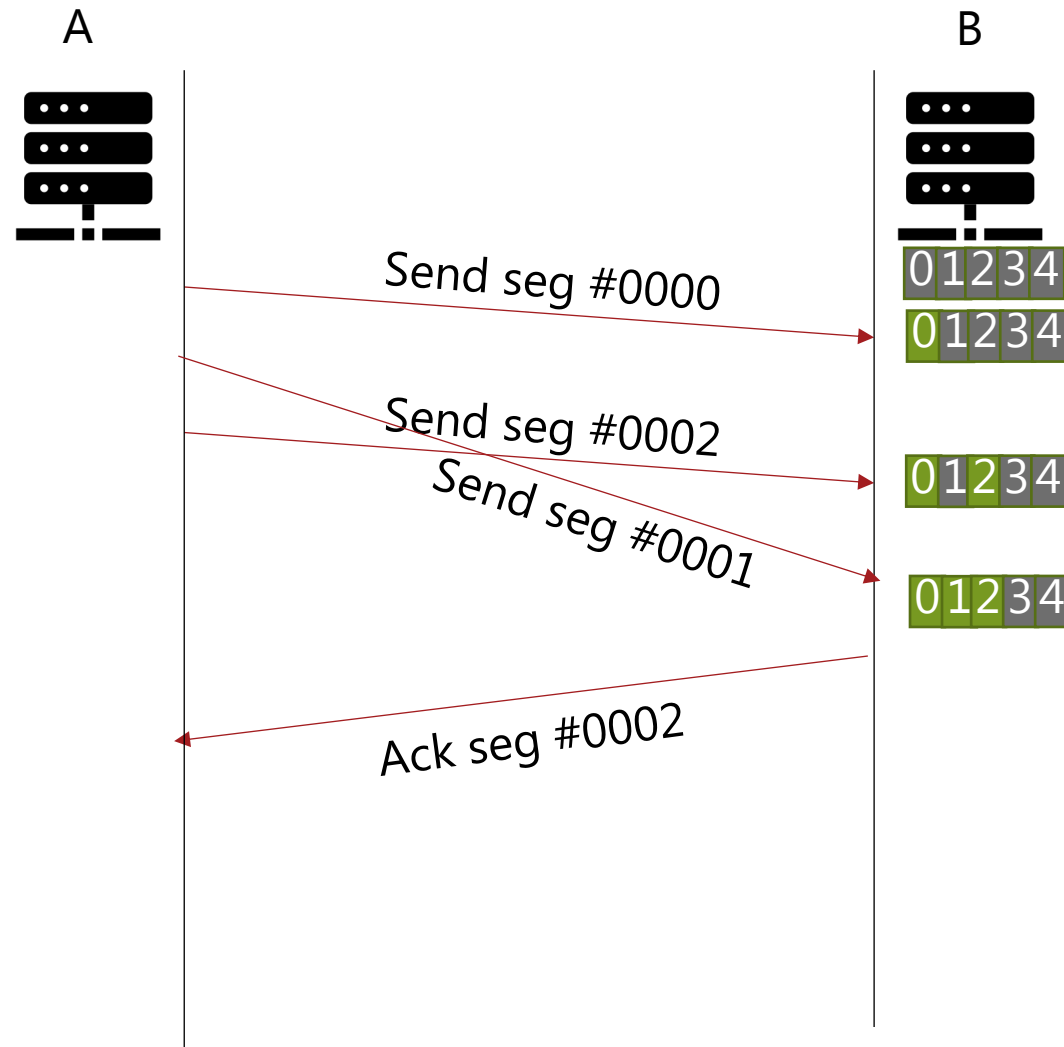 A
B
0 1 2 3 4
Send seg #0000
0 1 2 3 4
Send seg #0002
0 1 2 3 4
Send seg #0001
0 1 2 3 4
Ack seg #0002